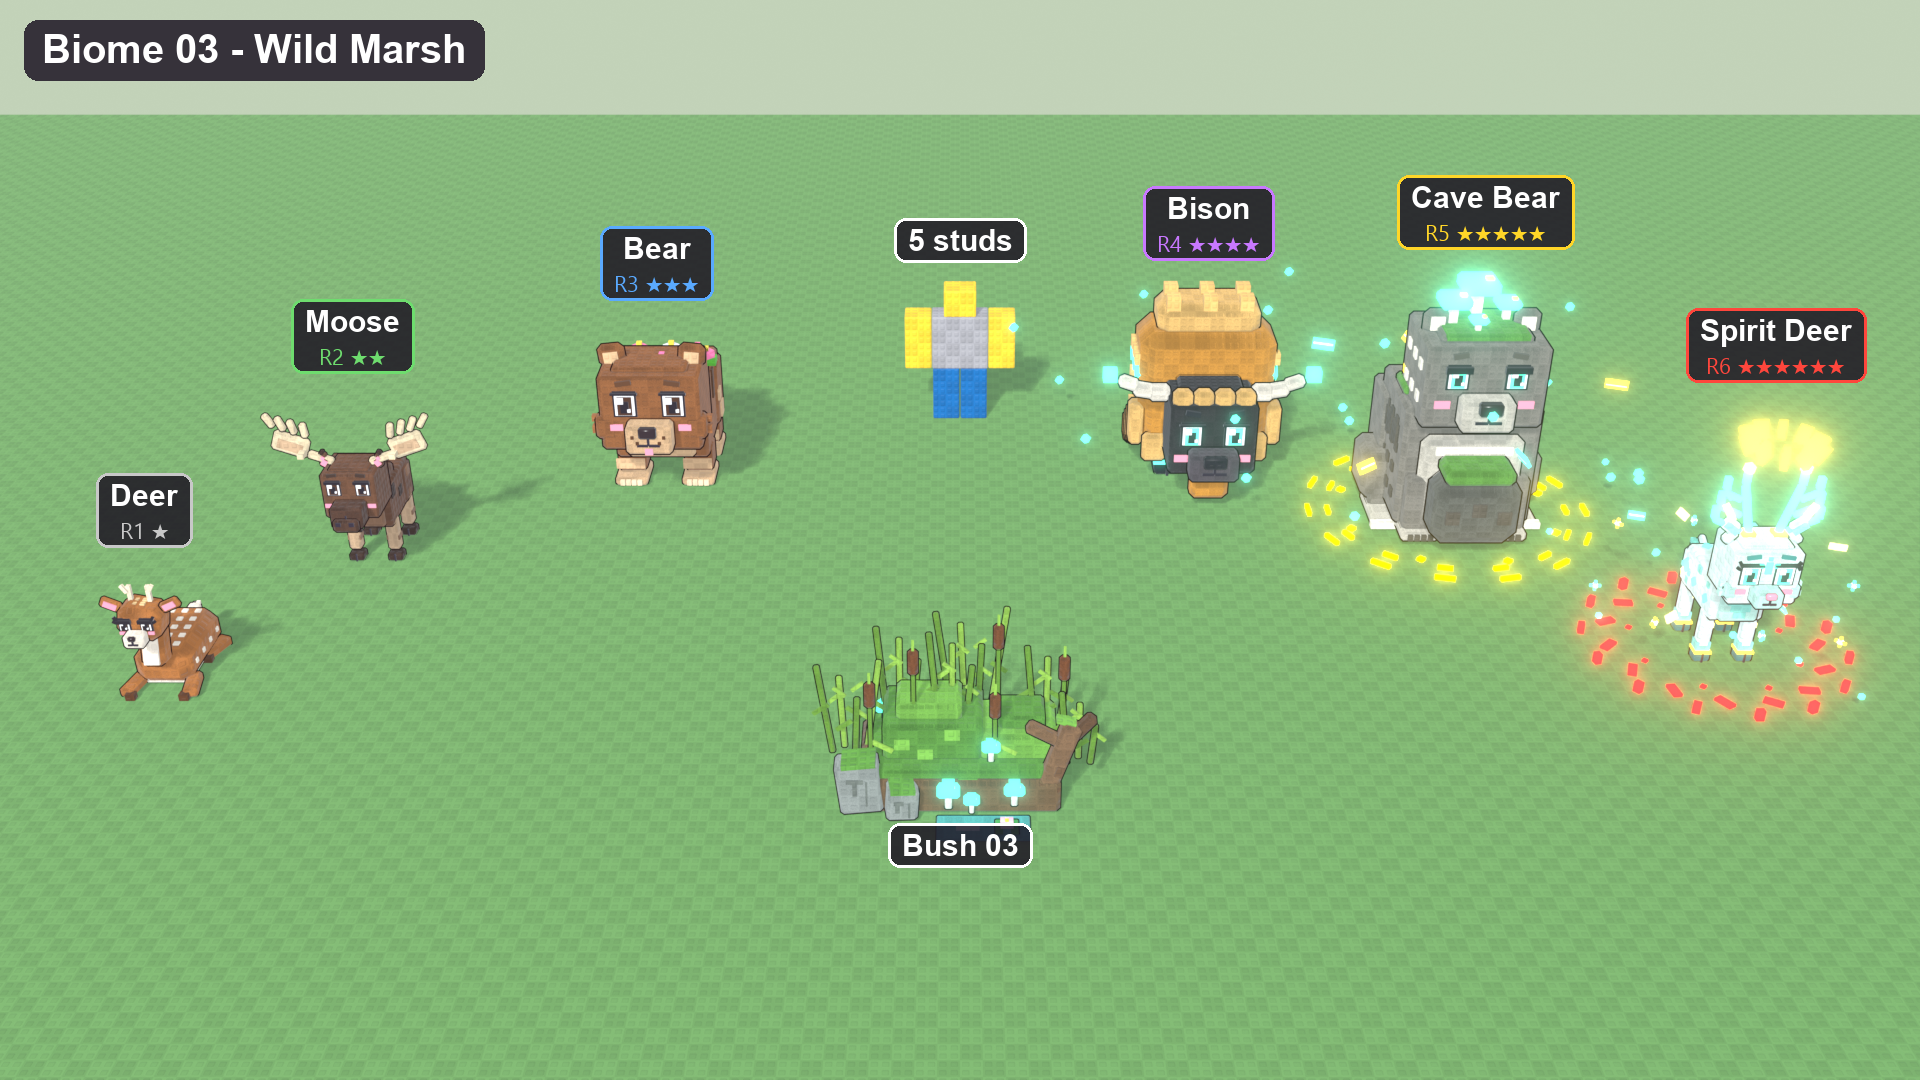 Biome 03 - Wild Marsh
Deer
R1 ★
Moose
R2 ★★
Bear
R3 ★★★
5 studs
Bison
R4 ★★★★
Cave Bear
R5 ★★★★★
Spirit Deer
R6 ★★★★★★
Bush 03